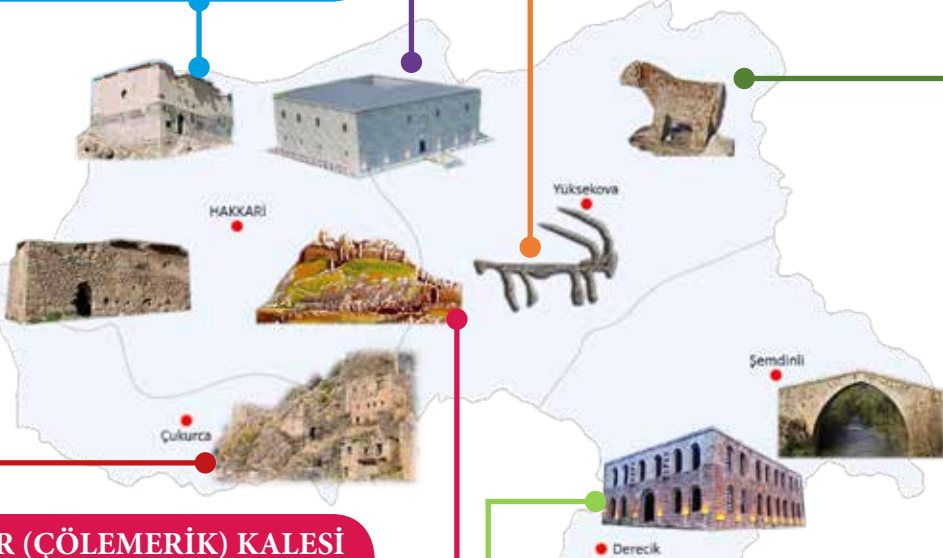 Yüksekova
HAKKARİ
Şemdinli
Çukurca
(ÇÖLEMERİK) KALESİ
Derecik